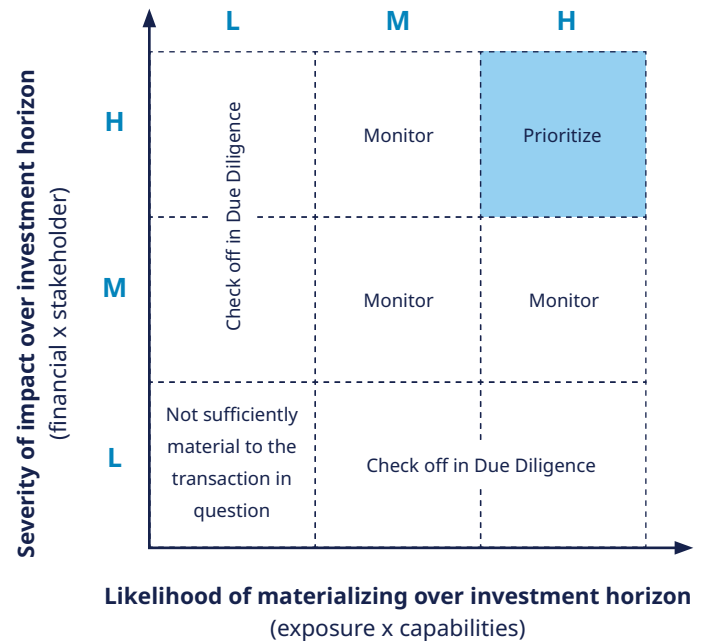 L
M
H
Severity of impact over investment horizon
(financial x stakeholder)
H
Check off in Due Diligence
Monitor
Prioritize
M
Monitor
Monitor
L
Not sufficiently
material to the
transaction in
question
Check off in Due Diligence
Likelihood of materializing over investment horizon
(exposure x capabilities)